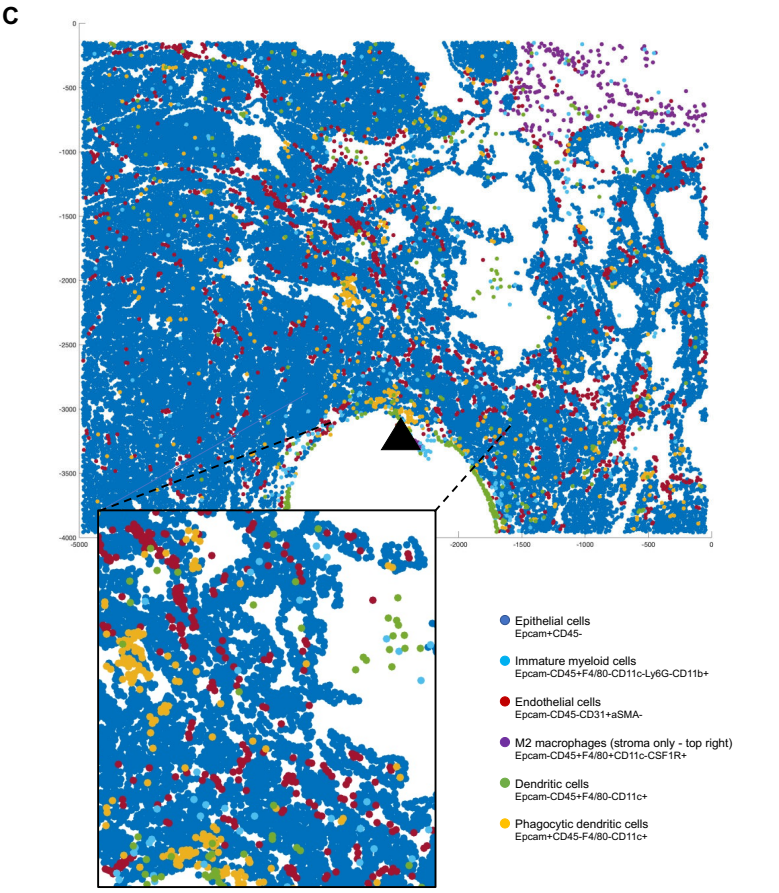 C
0
-500
-1000
-1500
-2000
-2500
-3000
-3500
-4000
-5000
-2000
-1500
-1000
-500
0
Epithelial cells
Epcam+CD45-
Immature myeloid cells
Epcam-CD45+F4/80-CD11c-Ly6G-CD11b+
Endothelial cells
Epcam-CD45-CD31+aSMA-
M2 macrophages (stroma only - top right)
Epcam-CD45+F4/80+CD11c-CSF1R+
Dendritic cells
Epcam-CD45+F4/80-CD11c+
Phagocytic dendritic cells
Epcam+CD45-F4/80-CD11c+